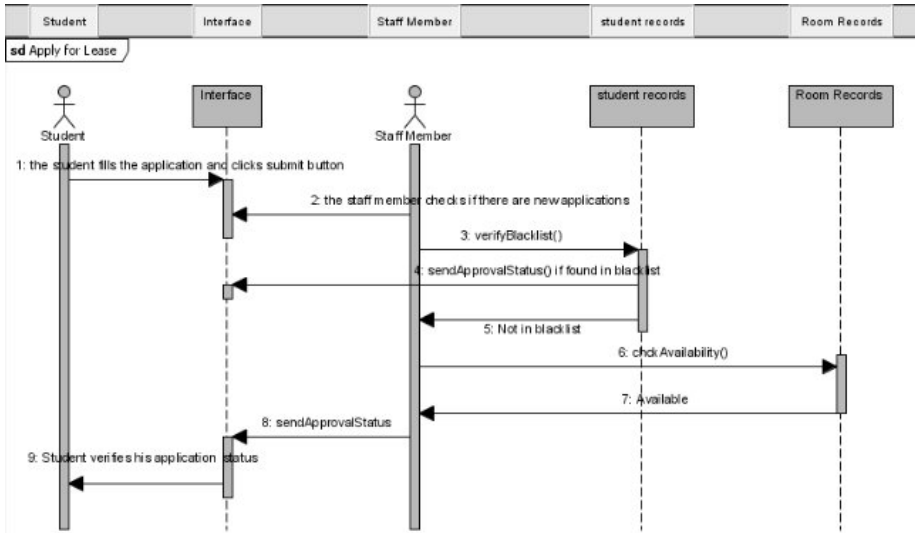 Student
Interface
Staff Member
student records
Room Records
sd Apply for Lease
Interface
student records
Room Records
Student
Staff Member
1: the student fills the application and clicks submit button
2: the staff member checks if there are new applications
3: verifyBlacklist()
4: sendApprovalStatus() if found in blacklist
5: Not in blacklist
6: chckAvailability()
7: Available
8: sendApprovalStatus
9: Student verifies his application status